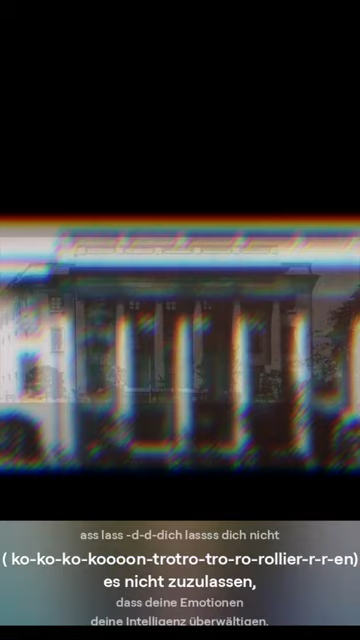 ass lass -d-d-dich lassss dich nicht
( ko-ko-ko-koooon-trotro-tro-ro-rollier-r-r-en)
es nicht zuzulassen,
dass deine Emotionen
deine Intelligenz überwältigen.